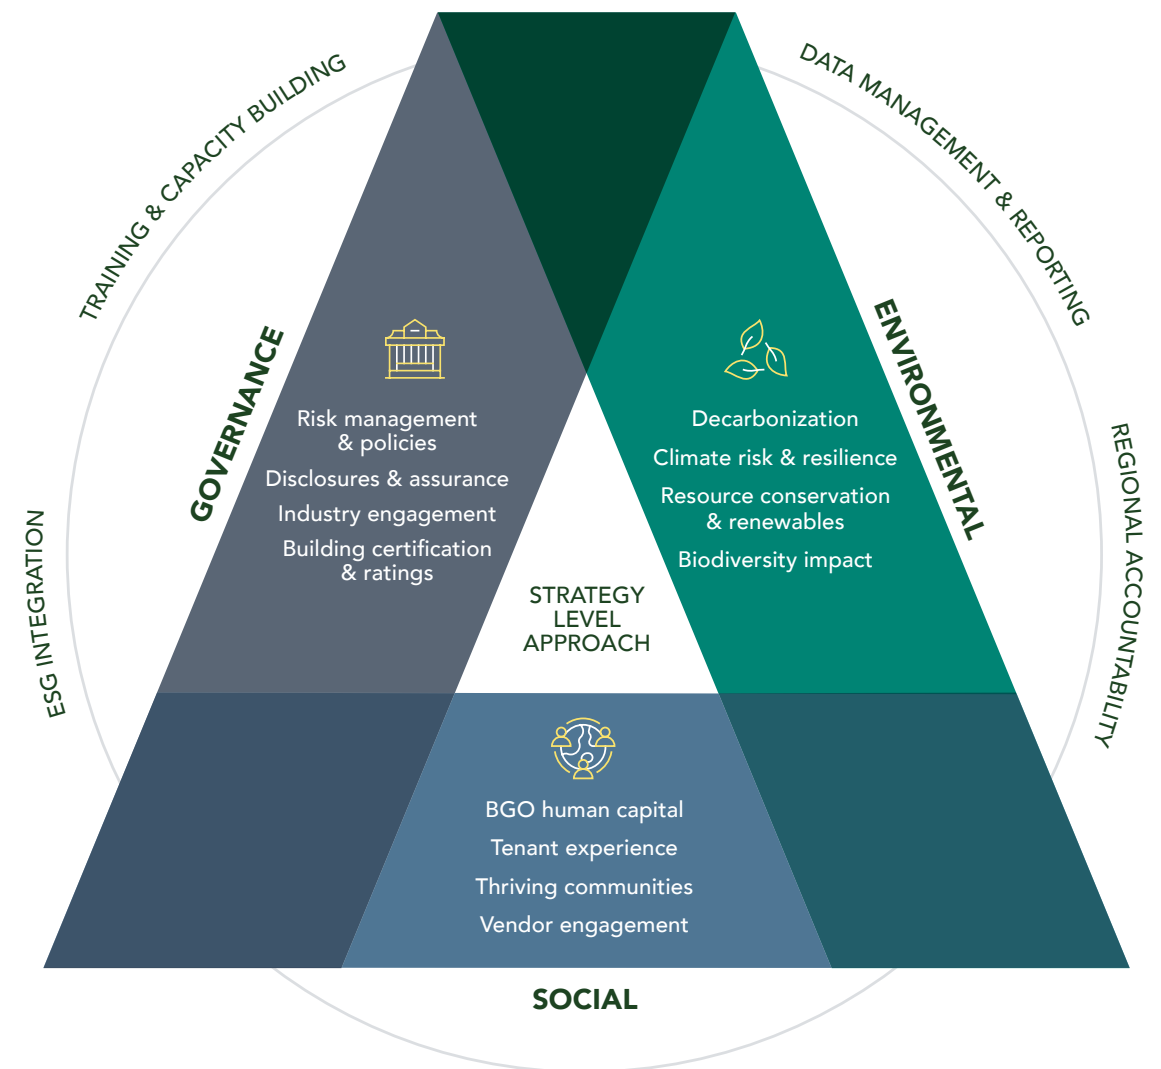 TRAINING & CAPACITY BUILDING
DATA MANAGEMENT & REPORTING
ESG INTEGRATION
REGIONAL ACCOUNTABILITY
GOVERNANCE
Risk management
& policies
Disclosures & assurance
Industry engagement
Building certification
& ratings
ENVIRONMENTAL
Decarbonization
Climate risk & resilience
Resource conservation
& renewables
Biodiversity impact
STRATEGY
LEVEL
APPROACH
BGO human capital
Tenant experience
Thriving communities
Vendor engagement
SOCIAL